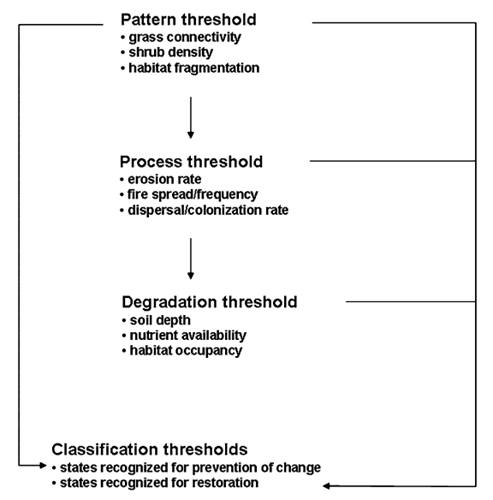 Pattern threshold
• grass connectivity
• shrub density
• habitat fragmentation
Process threshold
• erosion rate
• fire spread/frequency
• dispersal/colonization rate
Degradation threshold
• soil depth
• nutrient availability
• habitat occupancy
Classification thresholds
• states recognized for prevention of change
• states recognized for restoration